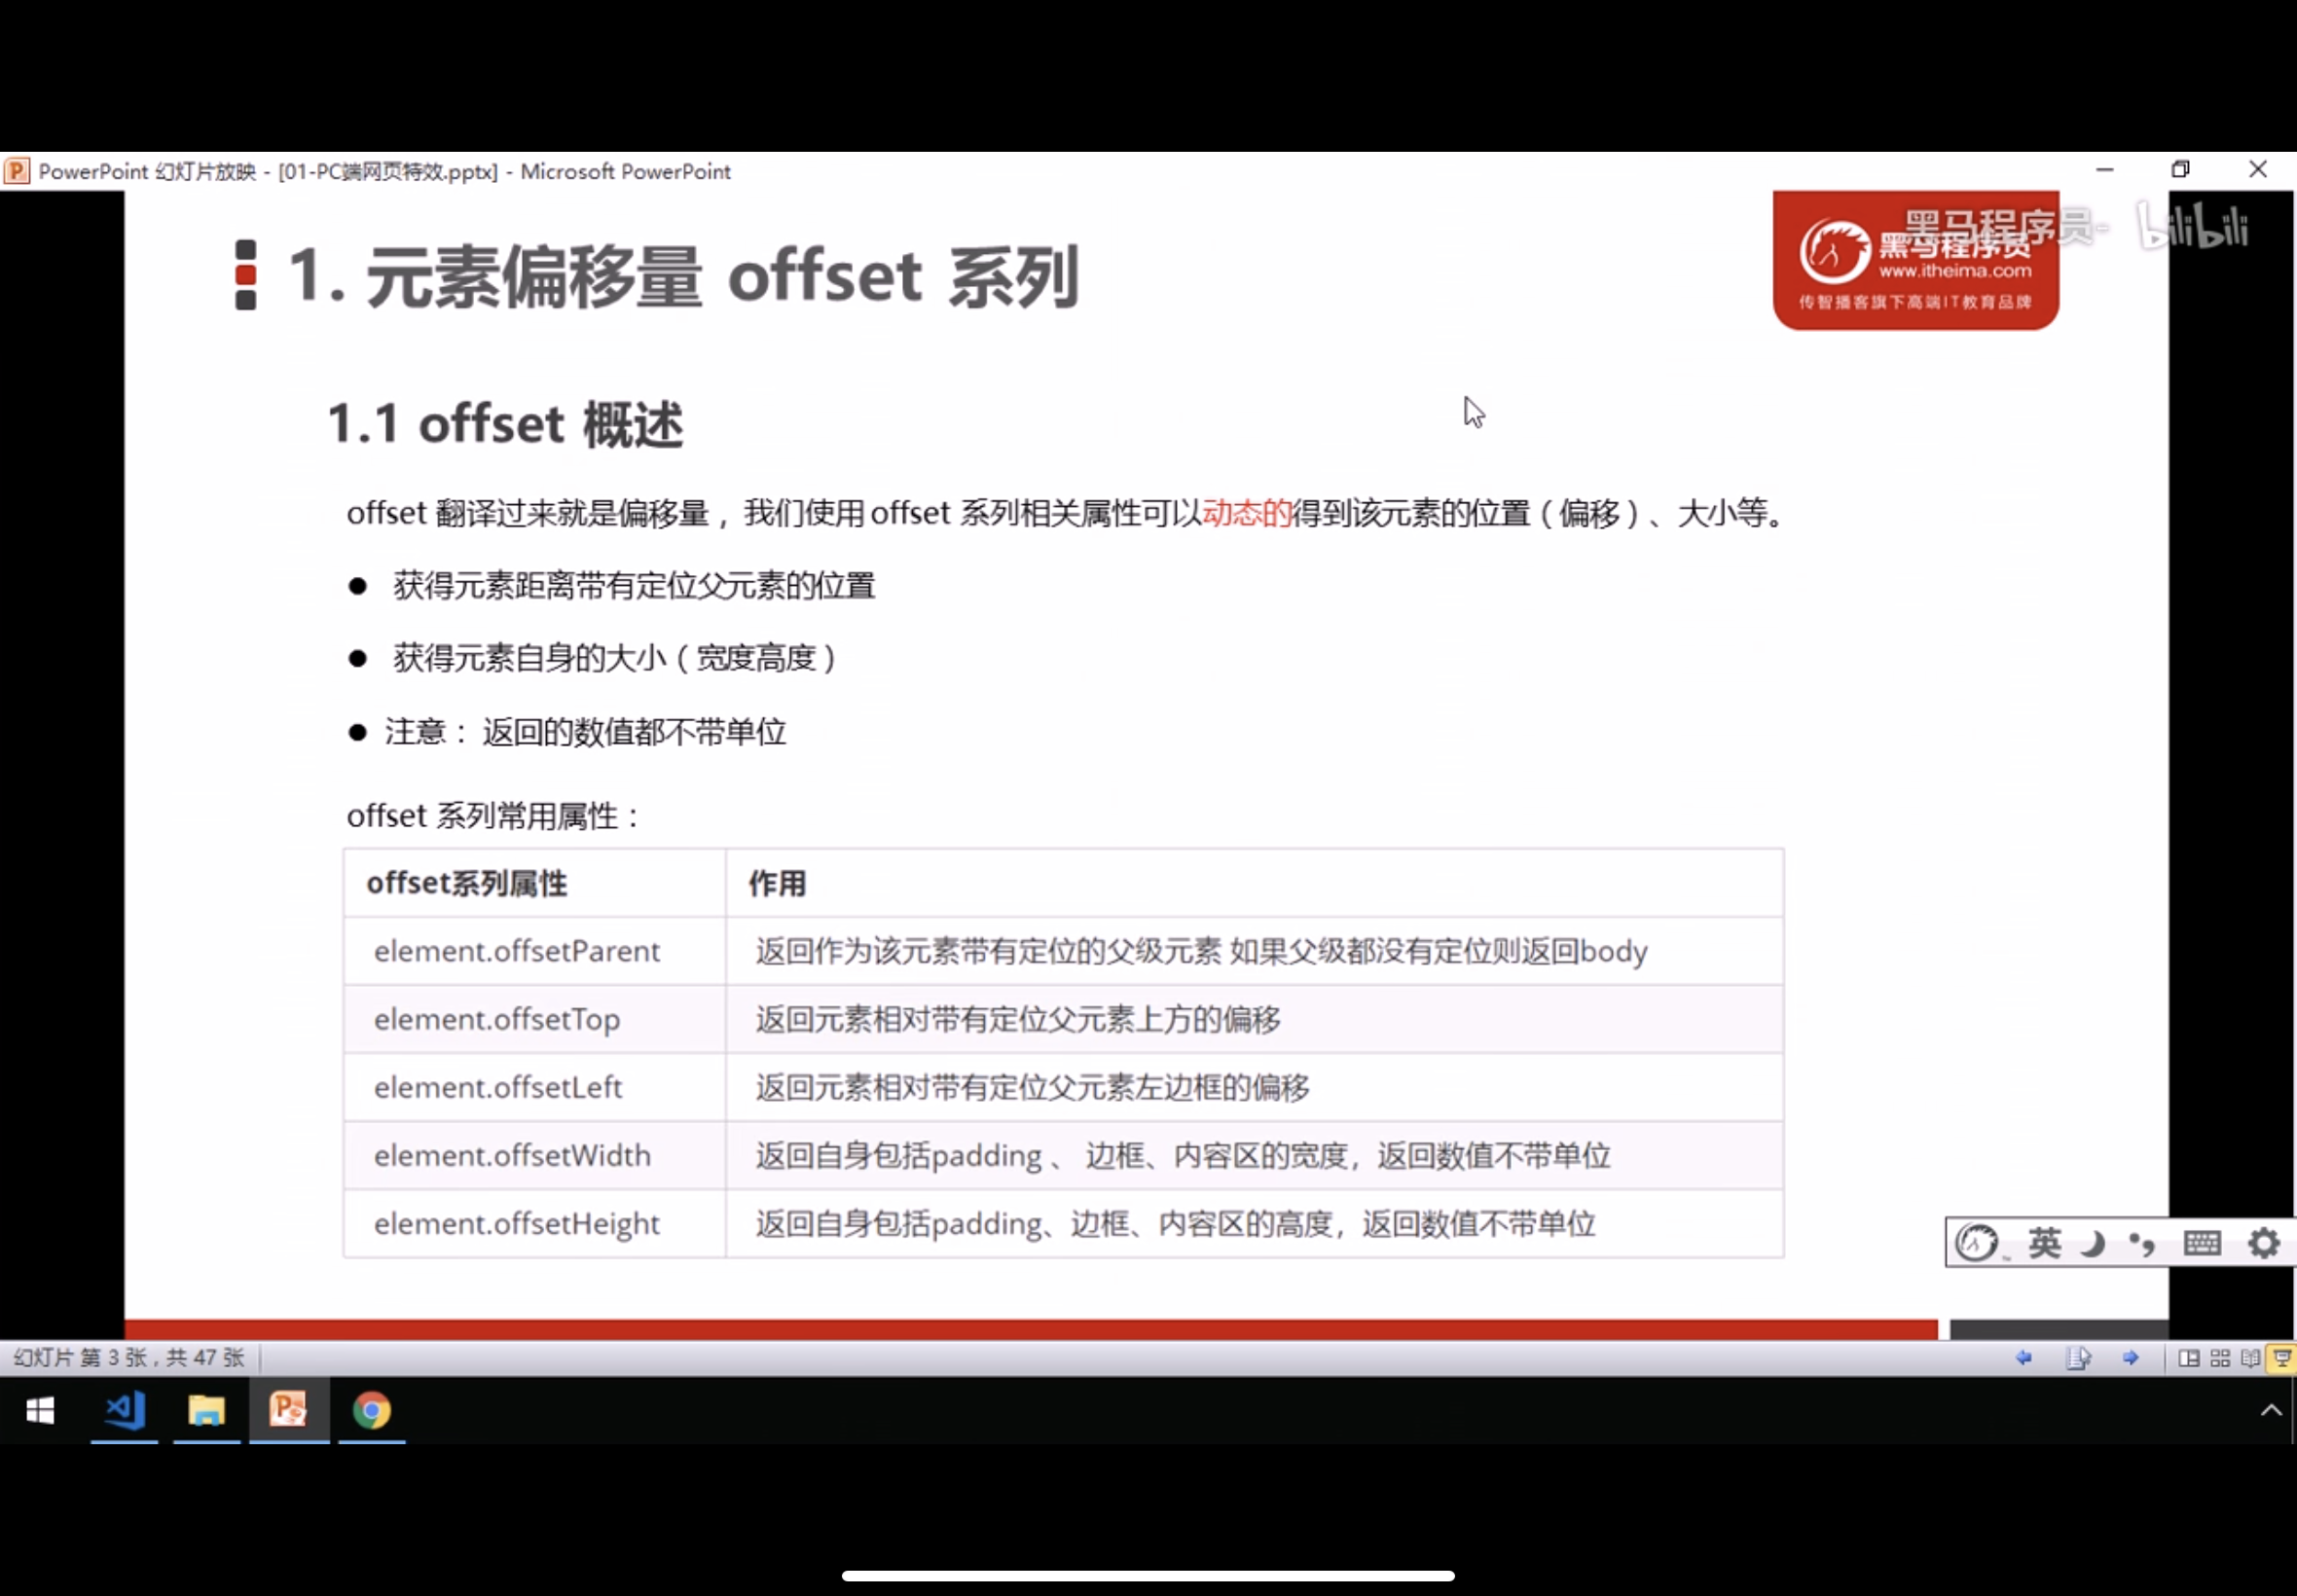 PowerPoint 幻灯片放映 - [01-PC端网页特效.pptx] - Microsoft PowerPoint
黑马程序员- bilibili
1. 元素偏移量 offset 系列
黑马程序员
www.itheima.com
传智播客旗下高端IT教育品牌
1.1 offset 概述
offset 翻译过来就是偏移量，我们使用 offset 系列相关属性可以动态的得到该元素的位置（偏移）、大小等。
● 获得元素距离带有定位父元素的位置
● 获得元素自身的大小（宽度高度）
● 注意： 返回的数值都不带单位
offset 系列常用属性：
offset系列属性 作用
element.offsetParent 返回作为该元素带有定位的父级元素 如果父级都没有定位则返回body
element.offsetTop 返回元素相对带有定位父元素上方的偏移
element.offsetLeft 返回元素相对带有定位父元素左边框的偏移
element.offsetWidth 返回自身包括padding 、 边框、内容区的宽度，返回数值不带单位
element.offsetHeight 返回自身包括padding、边框、内容区的高度，返回数值不带单位
英
幻灯片 第 3 张，共 47 张